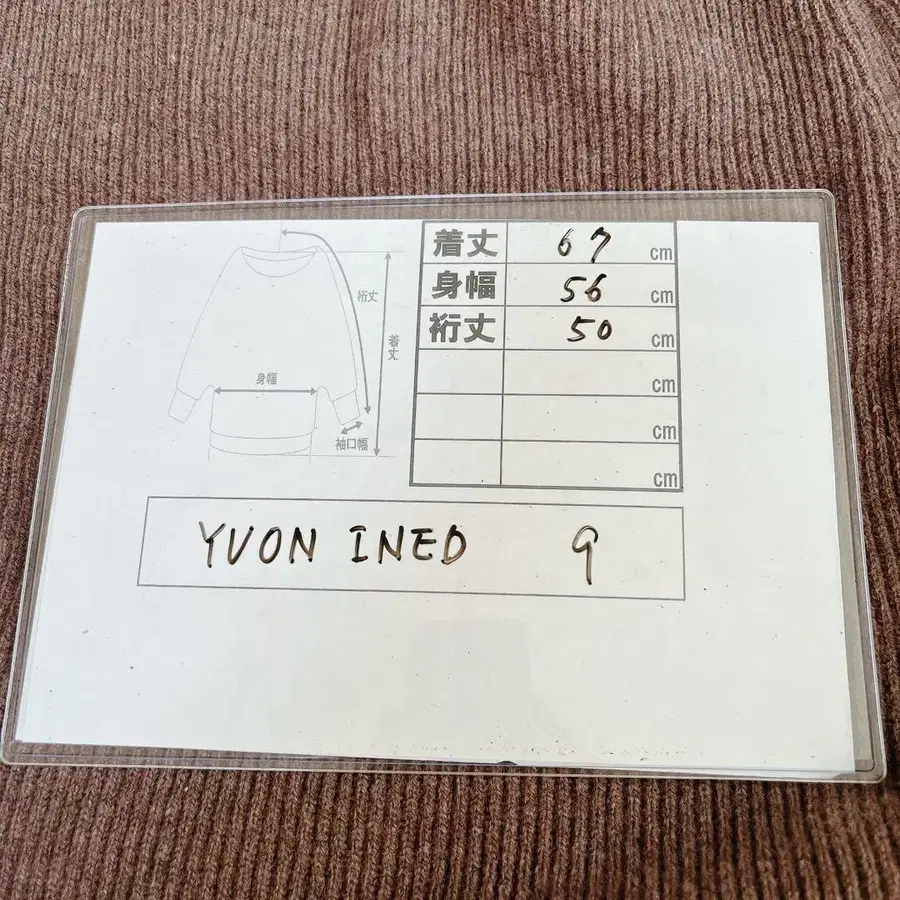 着丈 67 cm
身幅 56 cm
裄丈 50 cm
cm
cm
cm
裄丈
着丈
身幅
袖口幅
YVON INED 9